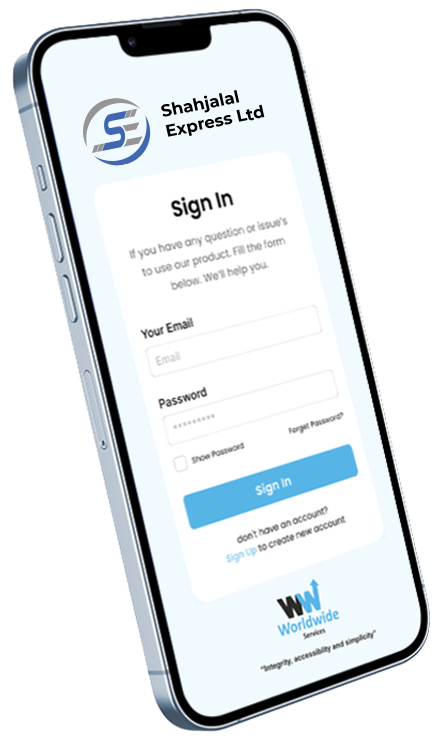 SE
Shahjalal
Express Ltd
Sign In
If you have any question or issue's
to use our product. Fill the form
below. We'll help you.
Your Email
Email
Password
*********
Show Password
Forget Password?
Sign In
don't have an account?
Sign Up to create new account
WW
Worldwide
Services
"Integrity, accessiblity and simplicity"